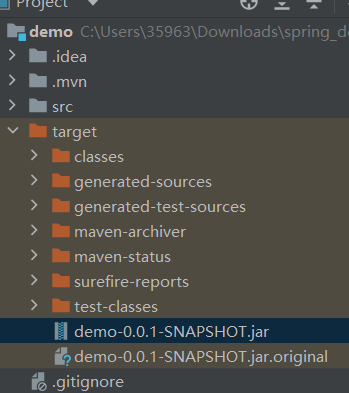 Project
demo C:\Users\35963\Downloads\spring_de
.idea
.mvn
src
target
classes
generated-sources
generated-test-sources
maven-archiver
maven-status
surefire-reports
test-classes
demo-0.0.1-SNAPSHOT.jar
demo-0.0.1-SNAPSHOT.jar.original
.gitignore